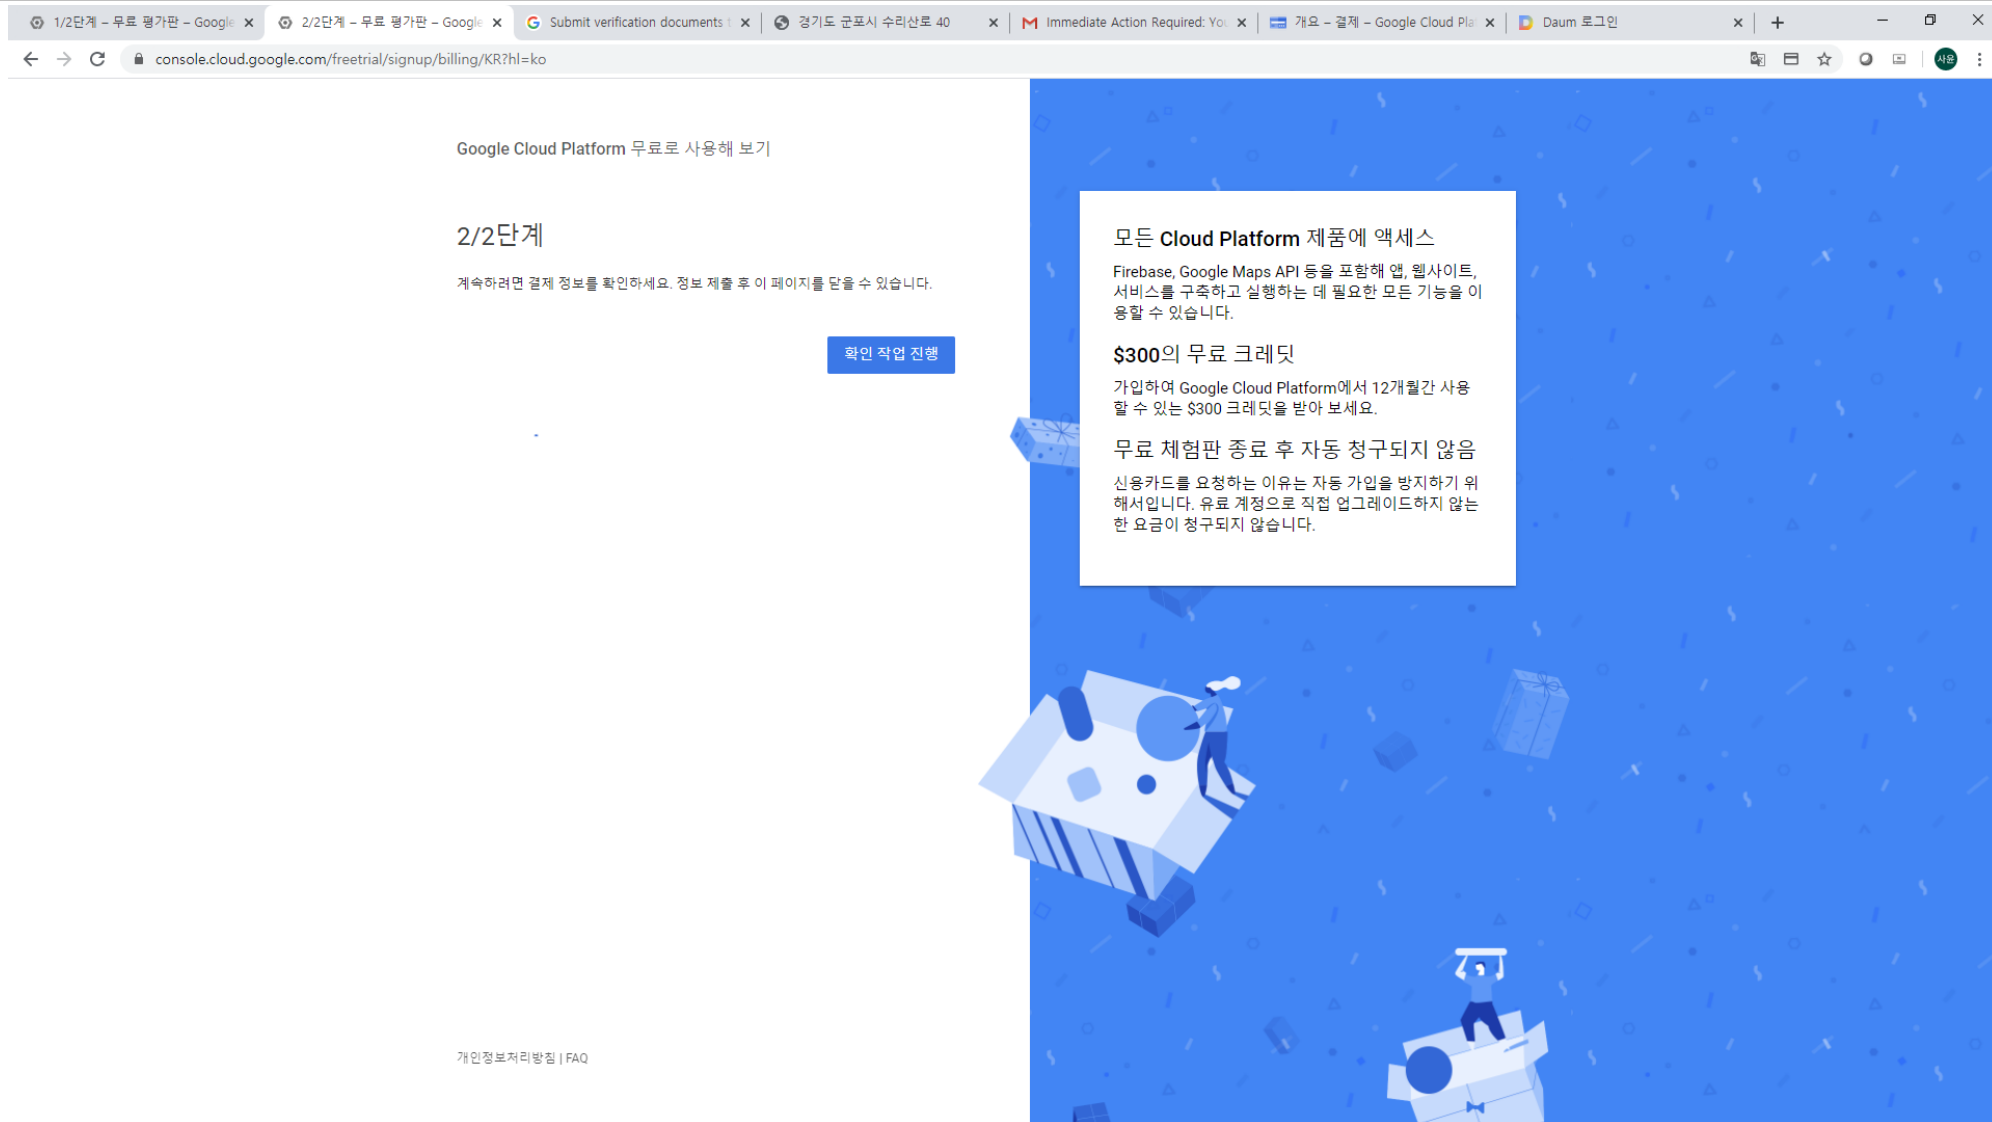 1/2단계 – 무료 평가판 – Google
2/2단계 – 무료 평가판 – Google
Submit verification documents t
경기도 군포시 수리산로 40
Immediate Action Required: You
개요 – 결제 – Google Cloud Pla
Daum 로그인
console.cloud.google.com/freetrial/signup/billing/KR?hl=ko
사윤
Google Cloud Platform 무료로 사용해 보기
2/2단계
계속하려면 결제 정보를 확인하세요. 정보 제출 후 이 페이지를 닫을 수 있습니다.
확인 작업 진행
모든 Cloud Platform 제품에 액세스
Firebase, Google Maps API 등을 포함해 앱, 웹사이트,
서비스를 구축하고 실행하는 데 필요한 모든 기능을 이
용할 수 있습니다.
$300의 무료 크레딧
가입하여 Google Cloud Platform에서 12개월간 사용
할 수 있는 $300 크레딧을 받아 보세요.
무료 체험판 종료 후 자동 청구되지 않음
신용카드를 요청하는 이유는 자동 가입을 방지하기 위
해서입니다. 유료 계정으로 직접 업그레이드하지 않는
한 요금이 청구되지 않습니다.
개인정보처리방침 | FAQ